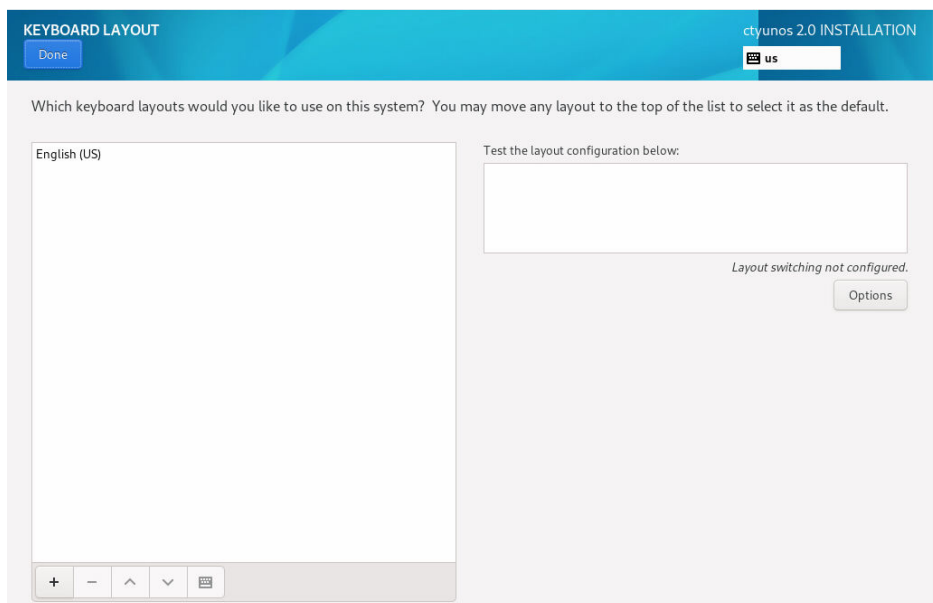 KEYBOARD LAYOUT
Done
ctyunos 2.0 INSTALLATION
us
Which keyboard layouts would you like to use on this system? You may move any layout to the top of the list to select it as the default.
English (US)
Test the layout configuration below:
Layout switching not configured.
Options